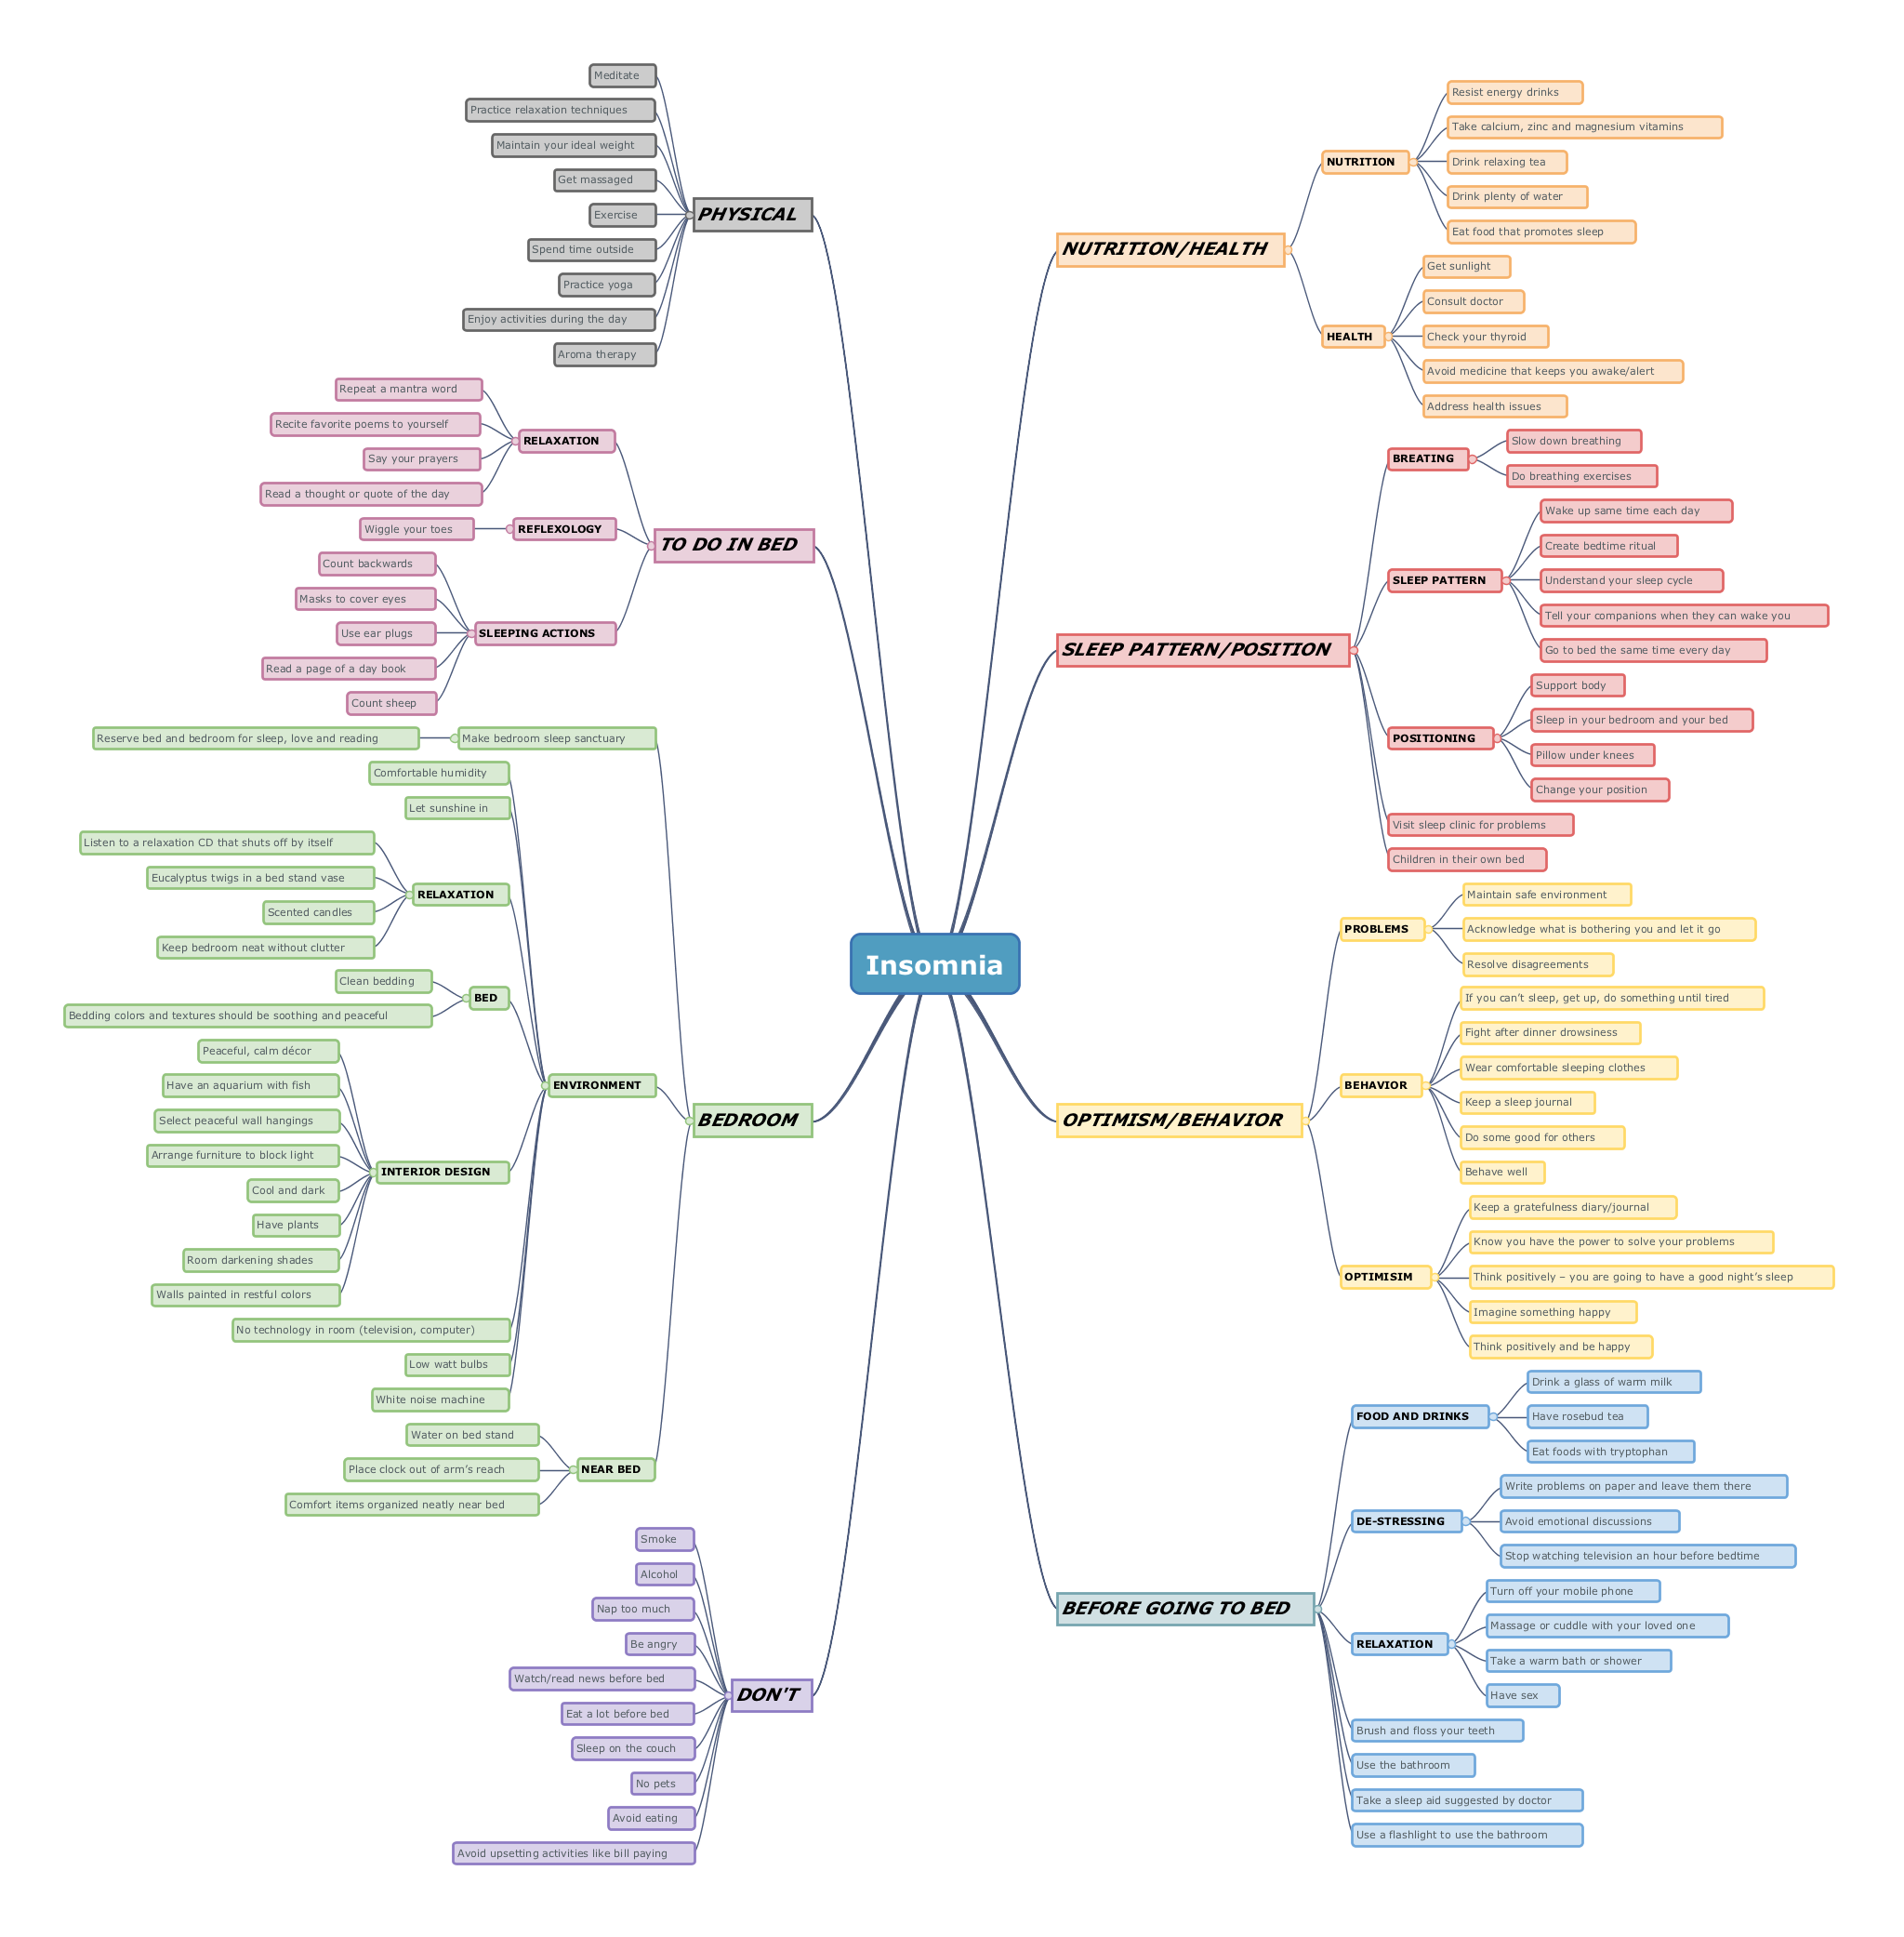 Insomnia
PHYSICAL
Meditate
Practice relaxation techniques
Maintain your ideal weight
Get massaged
Exercise
Spend time outside
Practice yoga
Enjoy activities during the day
Aroma therapy
TO DO IN BED
RELAXATION
Repeat a mantra word
Recite favorite poems to yourself
Say your prayers
Read a thought or quote of the day
REFLEXOLOGY
Wiggle your toes
SLEEPING ACTIONS
Count backwards
Masks to cover eyes
Use ear plugs
Read a page of a day book
Count sheep
BEDROOM
Make bedroom sleep sanctuary
Reserve bed and bedroom for sleep, love and reading
ENVIRONMENT
Comfortable humidity
Let sunshine in
RELAXATION
Listen to a relaxation CD that shuts off by itself
Eucalyptus twigs in a bed stand vase
Scented candles
Keep bedroom neat without clutter
BED
Clean bedding
Bedding colors and textures should be soothing and peaceful
INTERIOR DESIGN
Peaceful, calm décor
Have an aquarium with fish
Select peaceful wall hangings
Arrange furniture to block light
Cool and dark
Have plants
Room darkening shades
Walls painted in restful colors
No technology in room (television, computer)
Low watt bulbs
White noise machine
NEAR BED
Water on bed stand
Place clock out of arm’s reach
Comfort items organized neatly near bed
DON'T
Smoke
Alcohol
Nap too much
Be angry
Watch/read news before bed
Eat a lot before bed
Sleep on the couch
No pets
Avoid eating
Avoid upsetting activities like bill paying
NUTRITION/HEALTH
NUTRITION
Resist energy drinks
Take calcium, zinc and magnesium vitamins
Drink relaxing tea
Drink plenty of water
Eat food that promotes sleep
HEALTH
Get sunlight
Consult doctor
Check your thyroid
Avoid medicine that keeps you awake/alert
Address health issues
SLEEP PATTERN/POSITION
BREATING
Slow down breathing
Do breathing exercises
SLEEP PATTERN
Wake up same time each day
Create bedtime ritual
Understand your sleep cycle
Tell your companions when they can wake you
Go to bed the same time every day
POSITIONING
Support body
Sleep in your bedroom and your bed
Pillow under knees
Change your position
Visit sleep clinic for problems
Children in their own bed
OPTIMISM/BEHAVIOR
PROBLEMS
Maintain safe environment
Acknowledge what is bothering you and let it go
Resolve disagreements
BEHAVIOR
If you can’t sleep, get up, do something until tired
Fight after dinner drowsiness
Wear comfortable sleeping clothes
Keep a sleep journal
Do some good for others
Behave well
OPTIMISIM
Keep a gratefulness diary/journal
Know you have the power to solve your problems
Think positively – you are going to have a good night’s sleep
Imagine something happy
Think positively and be happy
BEFORE GOING TO BED
FOOD AND DRINKS
Drink a glass of warm milk
Have rosebud tea
Eat foods with tryptophan
DE-STRESSING
Write problems on paper and leave them there
Avoid emotional discussions
Stop watching television an hour before bedtime
RELAXATION
Turn off your mobile phone
Massage or cuddle with your loved one
Take a warm bath or shower
Have sex
Brush and floss your teeth
Use the bathroom
Take a sleep aid suggested by doctor
Use a flashlight to use the bathroom